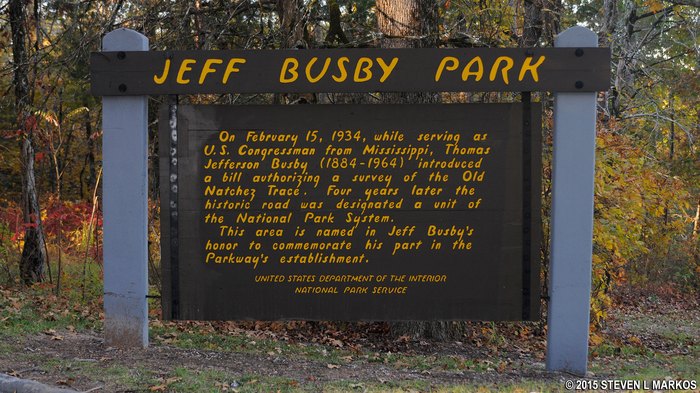 JEFF BUSBY PARK
On February 15, 1934, while serving as
U.S. Congressman from Mississippi, Thomas
Jefferson Busby (1884-1964) introduced
a bill authorizing a survey of the Old
Natchez Trace. Four years later the
historic road was designated a unit of
the National Park System.
This area is named in Jeff Busby's
honor to commemorate his part in the
Parkway's establishment.
UNITED STATES DEPARTMENT OF THE INTERIOR
NATIONAL PARK SERVICE
©2015 STEVEN L MARKOS